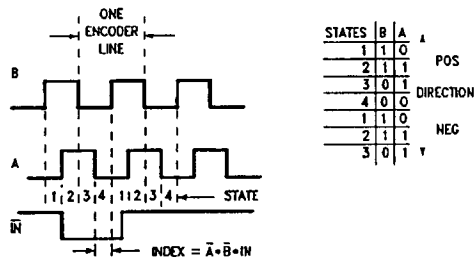 ONE
ENCODER
LINE
B
A
1 2 3 4 1 2 3 4 STATE
IN
INDEX = A•B•IN
STATES B A
1 1 0
2 1 1
3 0 1
4 0 0
1 1 0
2 1 1
3 0 1
POS
DIRECTION
NEG